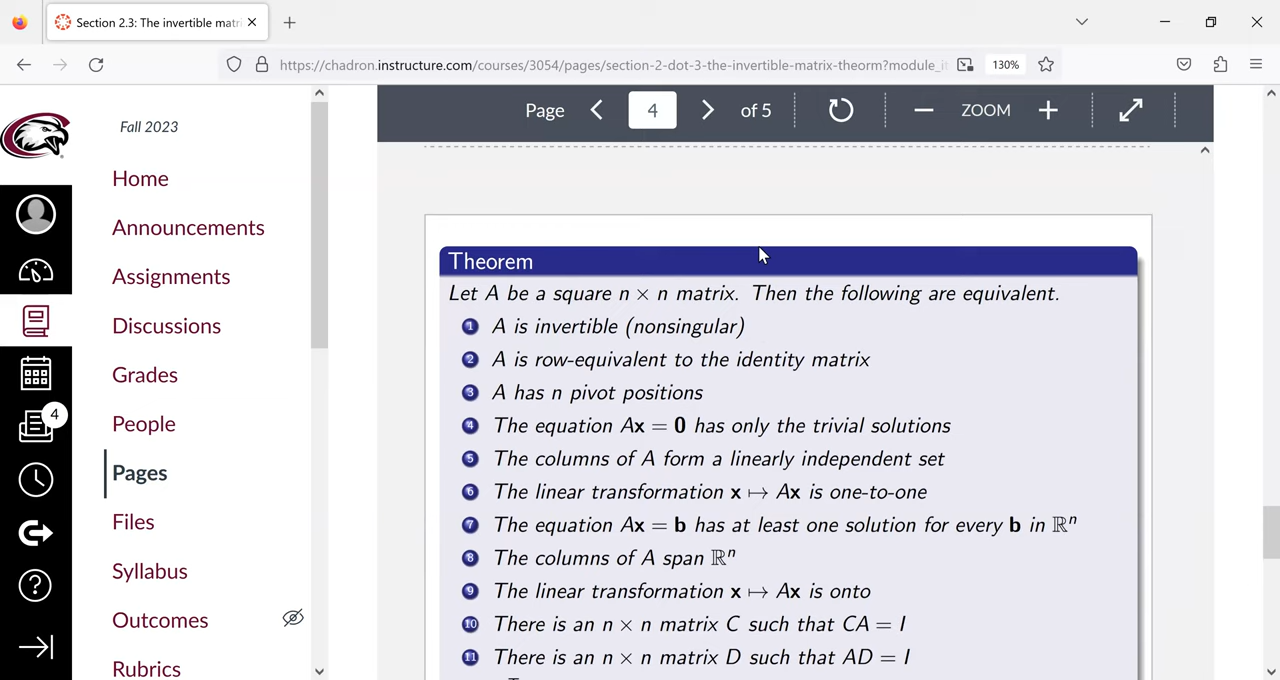 Section 2.3: The invertible matri
https://chadron.instructure.com/courses/3054/pages/section-2-dot-3-the-invertible-matrix-theorm?module_it
130%
Fall 2023
Home
Announcements
Assignments
Discussions
Grades
People
Pages
Files
Syllabus
Outcomes
Rubrics
4
Page 4 of 5 ZOOM
Theorem
Let A be a square n × n matrix. Then the following are equivalent.
1 A is invertible (nonsingular)
2 A is row-equivalent to the identity matrix
3 A has n pivot positions
4 The equation Ax = 0 has only the trivial solutions
5 The columns of A form a linearly independent set
6 The linear transformation x ↦ Ax is one-to-one
7 The equation Ax = b has at least one solution for every b in ℝⁿ
8 The columns of A span ℝⁿ
9 The linear transformation x ↦ Ax is onto
10 There is an n × n matrix C such that CA = I
11 There is an n × n matrix D such that AD = I